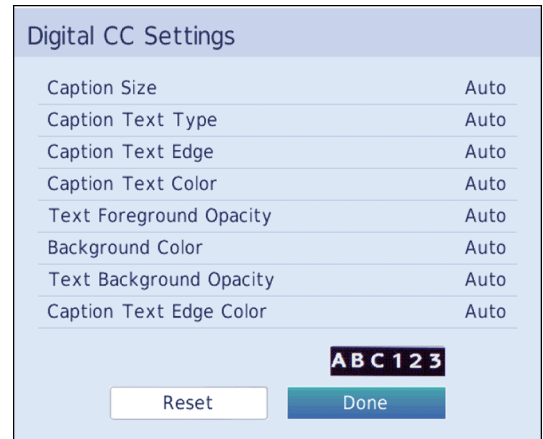 Digital CC Settings
Caption Size Auto
Caption Text Type Auto
Caption Text Edge Auto
Caption Text Color Auto
Text Foreground Opacity Auto
Background Color Auto
Text Background Opacity Auto
Caption Text Edge Color Auto
ABC123
Reset Done